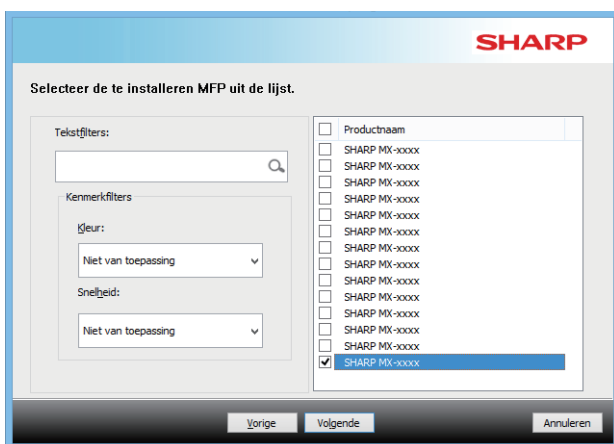 SHARP
Selecteer de te installeren MFP uit de lijst.
Tekstfilters:
Kenmerkfilters
Kleur:
Niet van toepassing
Snelheid:
Niet van toepassing
Productnaam
SHARP MX-xxxx
SHARP MX-xxxx
SHARP MX-xxxx
SHARP MX-xxxx
SHARP MX-xxxx
SHARP MX-xxxx
SHARP MX-xxxx
SHARP MX-xxxx
SHARP MX-xxxx
SHARP MX-xxxx
SHARP MX-xxxx
SHARP MX-xxxx
SHARP MX-xxxx
SHARP MX-xxxx
Vorige
Volgende
Annuleren